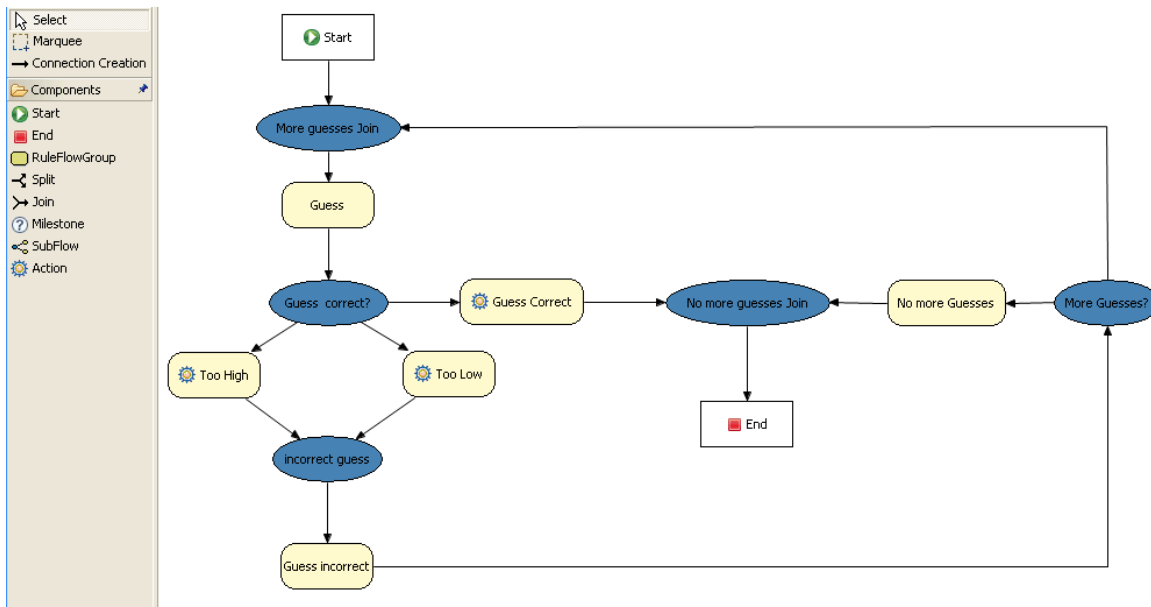 Select
Marquee
Connection Creation
Components
Start
End
RuleFlowGroup
Split
Join
Milestone
SubFlow
Action
Start
More guesses Join
Guess
Guess correct?
Guess Correct
No more guesses Join
No more Guesses
More Guesses?
Too High
Too Low
End
incorrect guess
Guess incorrect